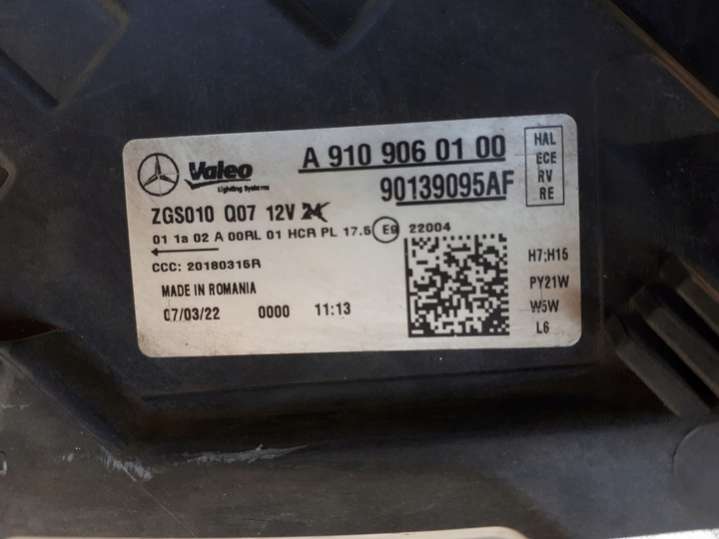 Valeo
Lighting Systems
A 910 906 01 00
90139095AF
HAL
ECE
RV
RE
ZGS010 Q07 12V
01 1a 02 A 00RL 01 HCR PL 17.5 E9 22004
CCC: 20180315R
MADE IN ROMANIA
07/03/22 0000 11:13
H7;H15
PY21W
W5W
L6